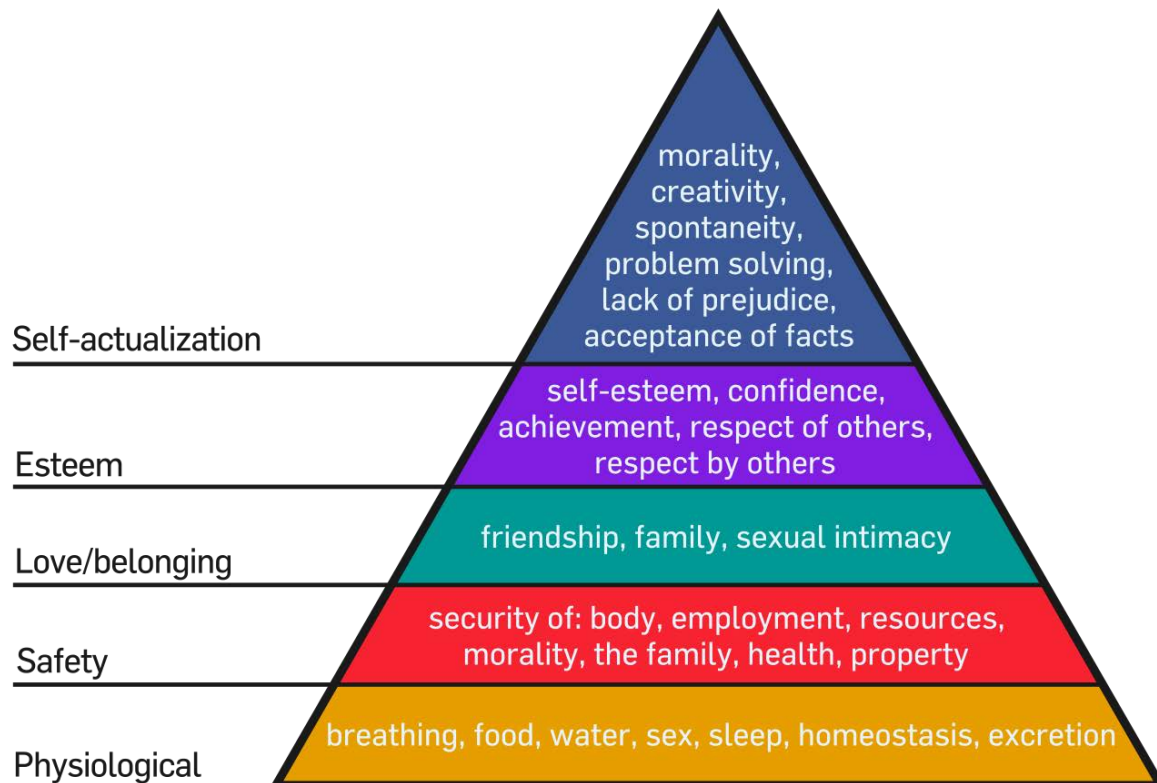 morality,
creativity,
spontaneity,
problem solving,
lack of prejudice,
acceptance of facts
Self-actualization
self-esteem, confidence,
achievement, respect of others,
respect by others
Esteem
friendship, family, sexual intimacy
Love/belonging
security of: body, employment, resources,
morality, the family, health, property
Safety
breathing, food, water, sex, sleep, homeostasis, excretion
Physiological